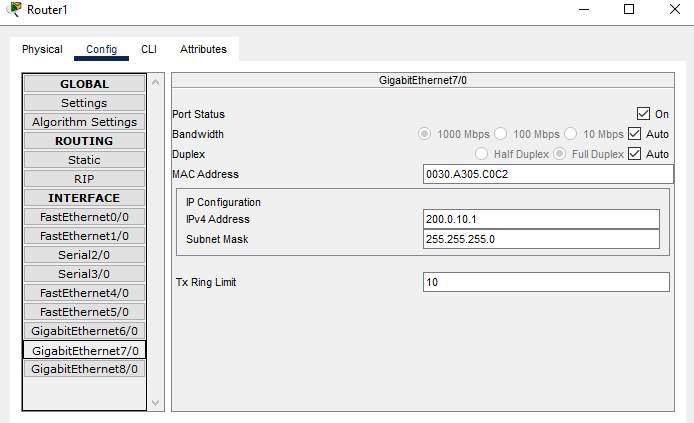 Router1
Physical Config CLI Attributes
GLOBAL
Settings
Algorithm Settings
ROUTING
Static
RIP
INTERFACE
FastEthernet0/0
FastEthernet1/0
Serial2/0
Serial3/0
FastEthernet4/0
FastEthernet5/0
GigabitEthernet6/0
GigabitEthernet7/0
GigabitEthernet8/0
GigabitEthernet7/0
Port Status On
Bandwidth 1000 Mbps 100 Mbps 10 Mbps Auto
Duplex Half Duplex Full Duplex Auto
MAC Address 0030.A305.C0C2
IP Configuration
IPv4 Address 200.0.10.1
Subnet Mask 255.255.255.0
Tx Ring Limit 10